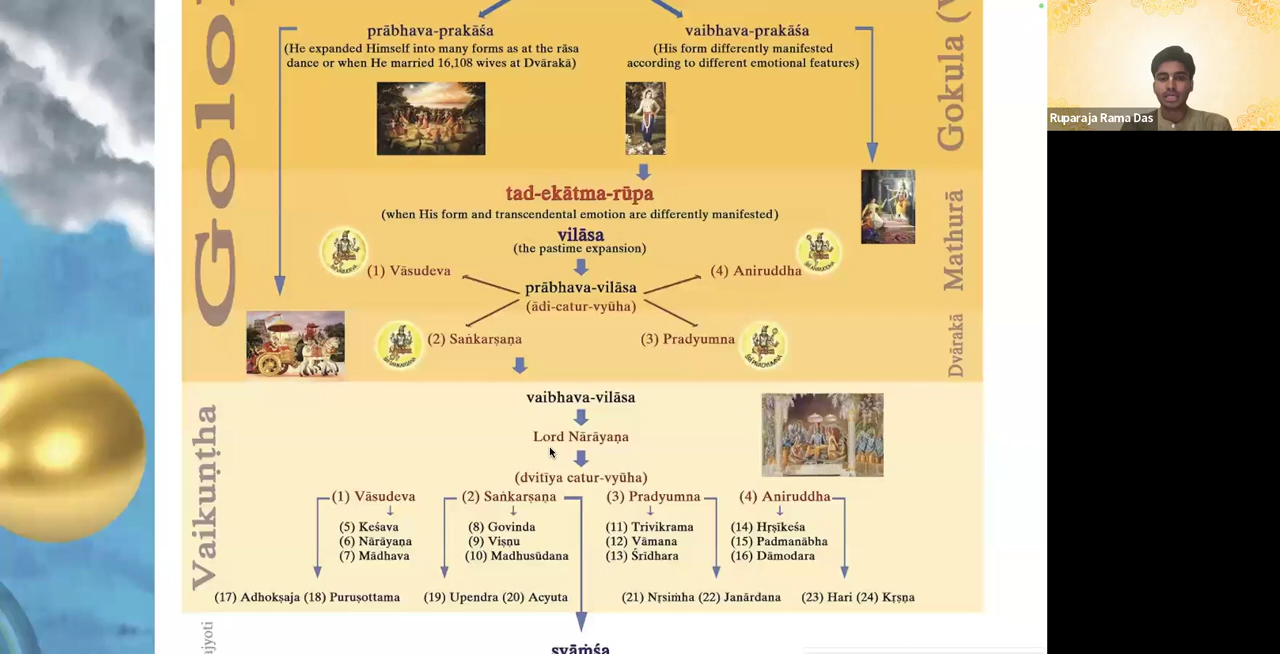 Golo
Gokula (V
prābhava-prakāśa
(He expanded Himself into many forms as at the rāsa
dance or when He married 16,108 wives at Dvārakā)
vaibhava-prakāśa
(His form differently manifested
according to different emotional features)
Ruparaja Rama Das
tad-ekātma-rūpa
(when His form and transcendental emotion are differently manifested)
vilāsa
(the pastime expansion)
Mathurā
(1) Vāsudeva
(4) Aniruddha
prābhava-vilāsa
(ādi-catur-vyūha)
(2) Saṅkarṣaṇa
(3) Pradyumna
Dvārakā
Vaikuṇṭha
vaibhava-vilāsa
Lord Nārāyaṇa
(dvitīya catur-vyūha)
(1) Vāsudeva
(2) Saṅkarṣaṇa
(3) Pradyumna
(4) Aniruddha
(5) Keśava
(6) Nārāyaṇa
(7) Mādhava
(8) Govinda
(9) Viṣṇu
(10) Madhusūdana
(11) Trivikrama
(12) Vāmana
(13) Śrīdhara
(14) Hṛṣīkeśa
(15) Padmanābha
(16) Dāmodara
(17) Adhokṣaja (18) Puruṣottama
(19) Upendra (20) Acyuta
(21) Nṛsiṁha (22) Janārdana
(23) Hari (24) Kṛṣṇa
ajyoti
svāṁśa